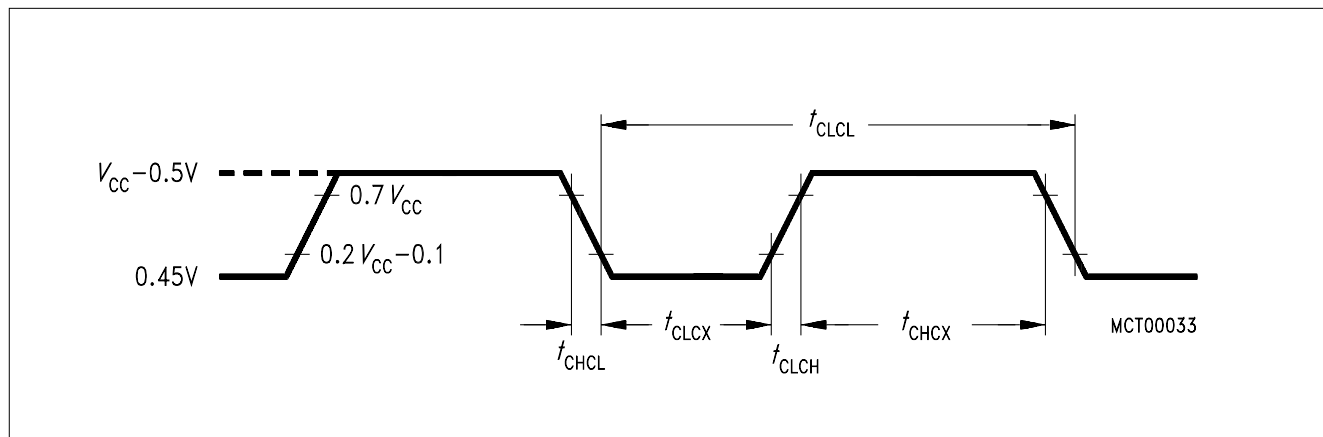 tCLCL
VCC–0.5V
0.7 VCC
0.2 VCC–0.1
0.45V
tCLCX
tCHCX
MCT00033
tCHCL
tCLCH